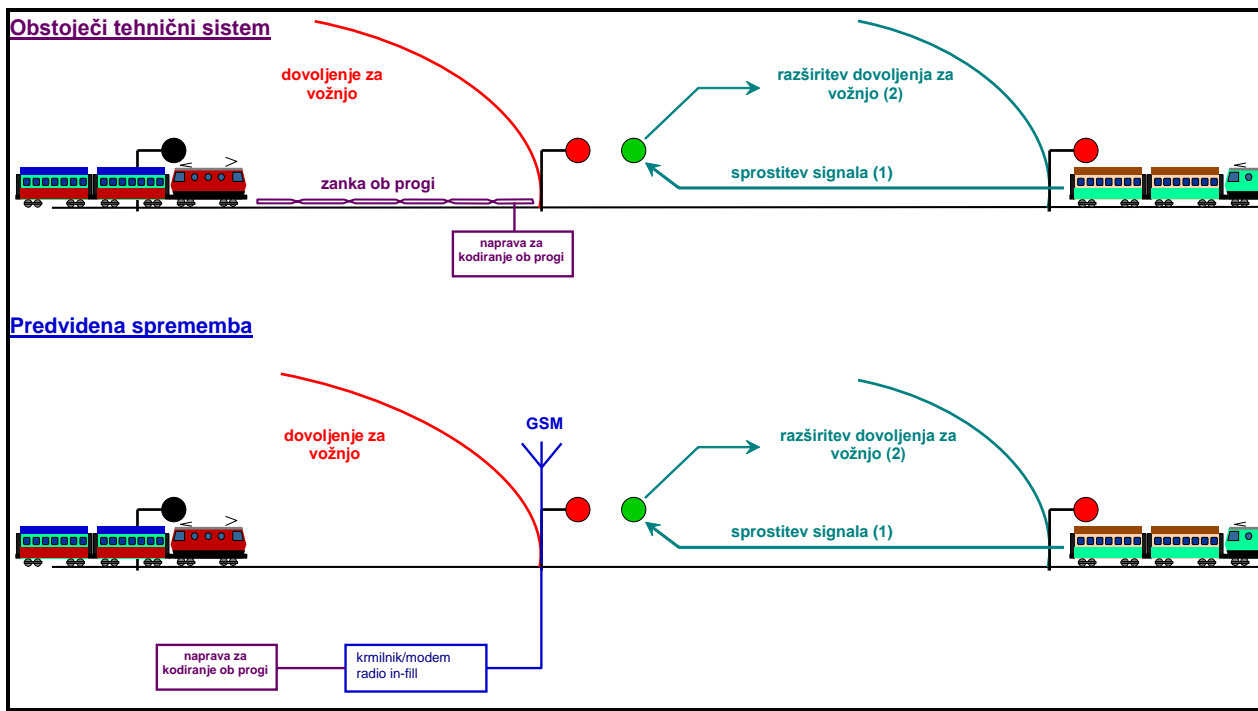 Obstoječi tehnični sistem
dovoljenje za
vožnjo
razširitev dovoljenja za
vožnjo (2)
zanka ob progi
sprostitev signala (1)
naprava za
kodiranje ob progi
Predvidena sprememba
GSM
dovoljenje za
vožnjo
razširitev dovoljenja za
vožnjo (2)
sprostitev signala (1)
naprava za
kodiranje ob progi
krmilnik/modem
radio in-fill